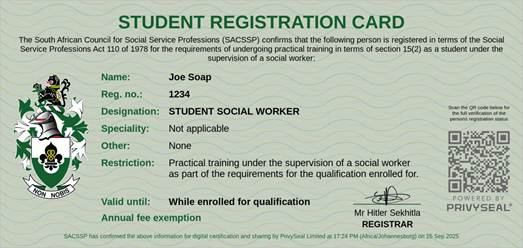 STUDENT REGISTRATION CARD
The South African Council for Social Service Professions (SACSSP) confirms that the following person is registered in terms of the Social
Service Professions Act 110 of 1978 for the requirements of undergoing practical training in terms of section 15(2) as a student under the
supervision of a social worker:
Name: Joe Soap
Reg. no.: 1234
Designation: STUDENT SOCIAL WORKER
Speciality: Not applicable
Other: None
Restriction: Practical training under the supervision of a social worker
as part of the requirements for the qualification enrolled for.
Valid until: While enrolled for qualification
Annual fee exemption
NON NOBIS
Scan the QR code below for
the full verification of the
persons registration status
POWERED BY
PRIVYSEAL®
Mr Hitler Sekhitla
REGISTRAR
SACSSP has confirmed the above information for digital certification and sharing by PrivySeal Limited at 17:24 PM (Africa/Johannesburg) on 16 Sep 2025